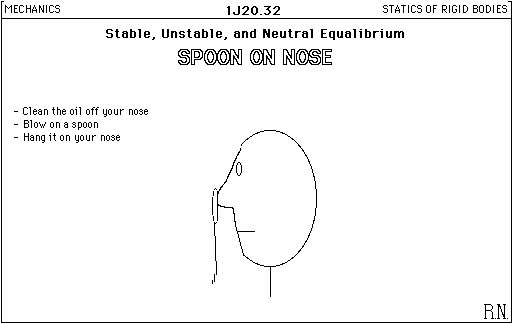 MECHANICS
1J20.32
STATICS OF RIGID BODIES
Stable, Unstable, and Neutral Equalibrium
SPOON ON NOSE
- Clean the oil off your nose
- Blow on a spoon
- Hang it on your nose
R.N.